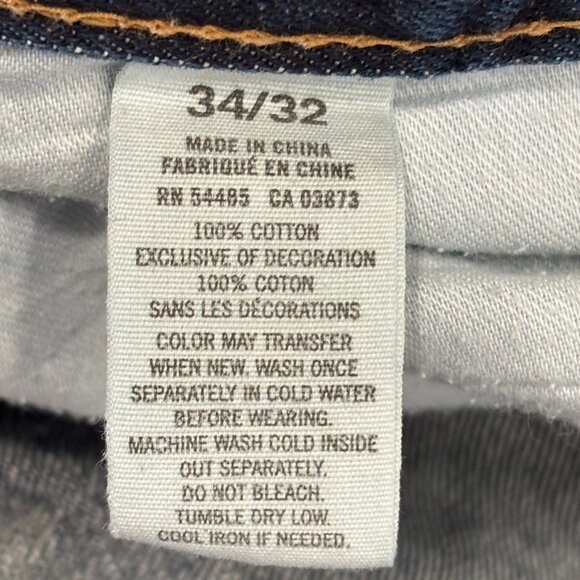 34/32
MADE IN CHINA
FABRIQUÉ EN CHINE
RN 54485 CA 03873
100% COTTON
EXCLUSIVE OF DECORATION
100% COTON
SANS LES DÉCORATIONS
COLOR MAY TRANSFER
WHEN NEW. WASH ONCE
SEPARATELY IN COLD WATER
BEFORE WEARING.
MACHINE WASH COLD INSIDE
OUT SEPARATELY.
DO NOT BLEACH.
TUMBLE DRY LOW.
COOL IRON IF NEEDED.